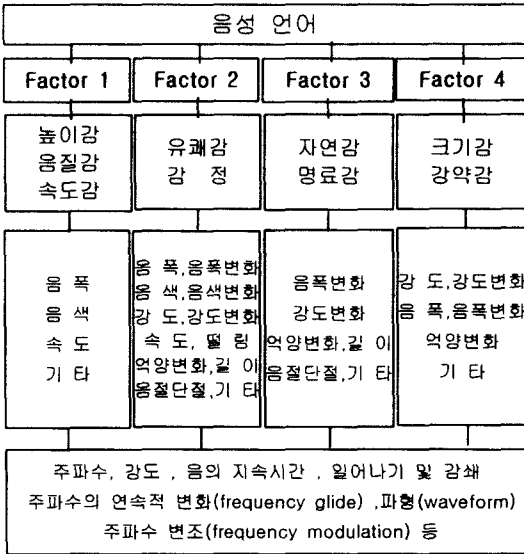 음성 언어
Factor 1
Factor 2
Factor 3
Factor 4
높이감
음질감
속도감
유쾌감
감 정
자연감
명료감
크기감
강약감
음 폭
음 색
속 도
기 타
음 폭,음폭변화
음 색,음색변화
강 도,강도변화
속 도, 떨 림
억양변화,길 이
음절단절,기 타
음폭변화
강도변화
억양변화,길 이
음절단절,기 타
강 도,강도변화
음 폭,음폭변화
억양변화
기 타
주파수, 강도 , 음의 지속시간 , 일어나기 및 감쇄
주파수의 연속적 변화(frequency glide) ,파형(waveform)
주파수 변조(frequency modulation) 등